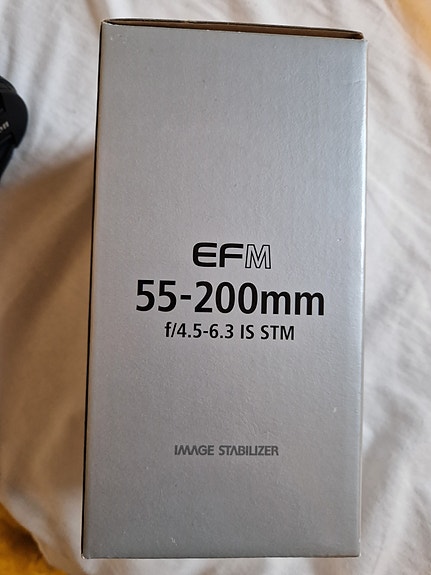 EFM
55-200mm
f/4.5-6.3 IS STM
IMAGE STABILIZER